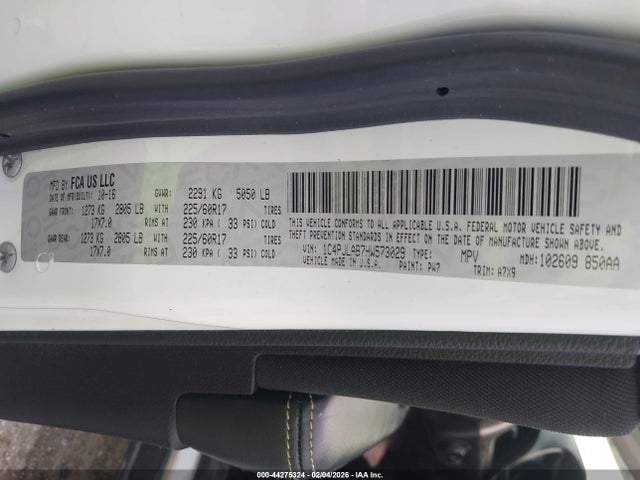 MFD BY FCA US LLC
DATE OF MFR(BUILT): 10-16 GVWR: 2291 KG 5050 LB
GAWR FRONT: 1273 KG 2805 LB WITH 225/60R17 TIRES
17X7.0 RIMS AT 230 KPA ( 33 PSI) COLD
GAWR REAR: 1273 KG 2805 LB WITH 225/60R17 TIRES
17X7.0 RIMS AT 230 KPA ( 33 PSI) COLD
THIS VEHICLE CONFORMS TO ALL APPLICABLE U.S.A. FEDERAL MOTOR VEHICLE SAFETY,
BUMPER, AND THEFT PREVENTION STANDARDS IN EFFECT ON THE DATE OF MANUFACTURE SHOWN ABOVE.
VIN: 1C4PJLAB7HW573029 TYPE: MPV MDH: 102609 850AA
VEHICLE MADE IN U.S.A. PAINT: PW7 TRIM: A7X9
000-44275324 - 02/04/2026 - IAA Inc.